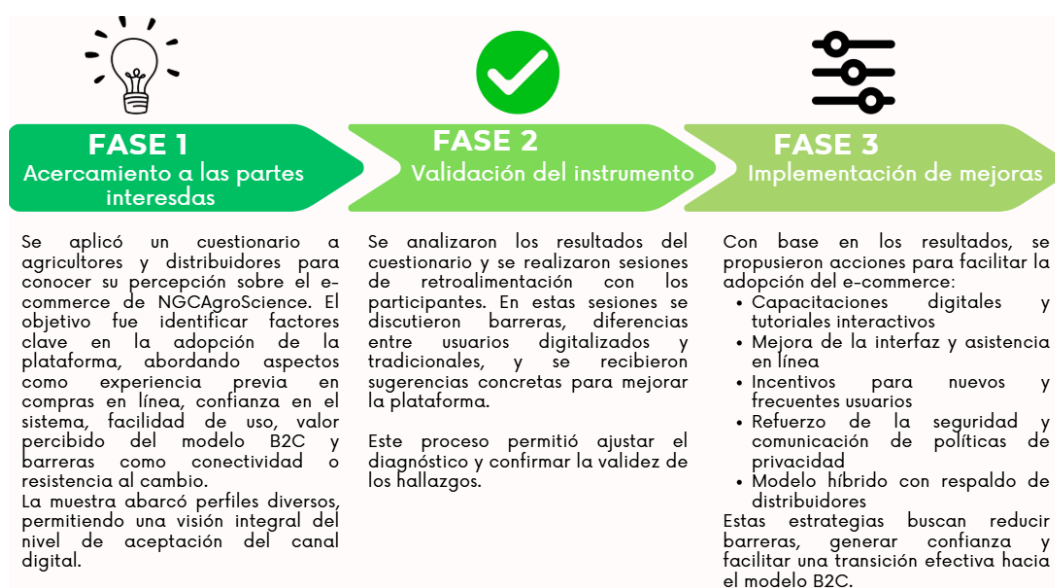 FASE 1
Acercamiento a las partes
interesdas
Se aplicó un cuestionario a
agricultores y distribuidores para
conocer su percepción sobre el e-
commerce de NGCAgroScience. El
objetivo fue identificar factores
clave en la adopción de la
plataforma, abordando aspectos
como experiencia previa en
compras en línea, confianza en el
sistema, facilidad de uso, valor
percibido del modelo B2C y
barreras como conectividad o
resistencia al cambio.
La muestra abarcó perfiles diversos,
permitiendo una visión integral del
nivel de aceptación del canal
digital.
FASE 2
Validación del instrumento
Se analizaron los resultados del
cuestionario y se realizaron sesiones
de retroalimentación con los
participantes. En estas sesiones se
discutieron barreras, diferencias
entre usuarios digitalizados y
tradicionales, y se recibieron
sugerencias concretas para mejorar
la plataforma.
Este proceso permitió ajustar el
diagnóstico y confirmar la validez de
los hallazgos.
FASE 3
Implementación de mejoras
Con base en los resultados, se
propusieron acciones para facilitar la
adopción del e-commerce:
• Capacitaciones digitales y
tutoriales interactivos
• Mejora de la interfaz y asistencia
en línea
• Incentivos para nuevos y
frecuentes usuarios
• Refuerzo de la seguridad y
comunicación de políticas de
privacidad
• Modelo híbrido con respaldo de
distribuidores
Estas estrategias buscan reducir
barreras, generar confianza y
facilitar una transición efectiva hacia
el modelo B2C.